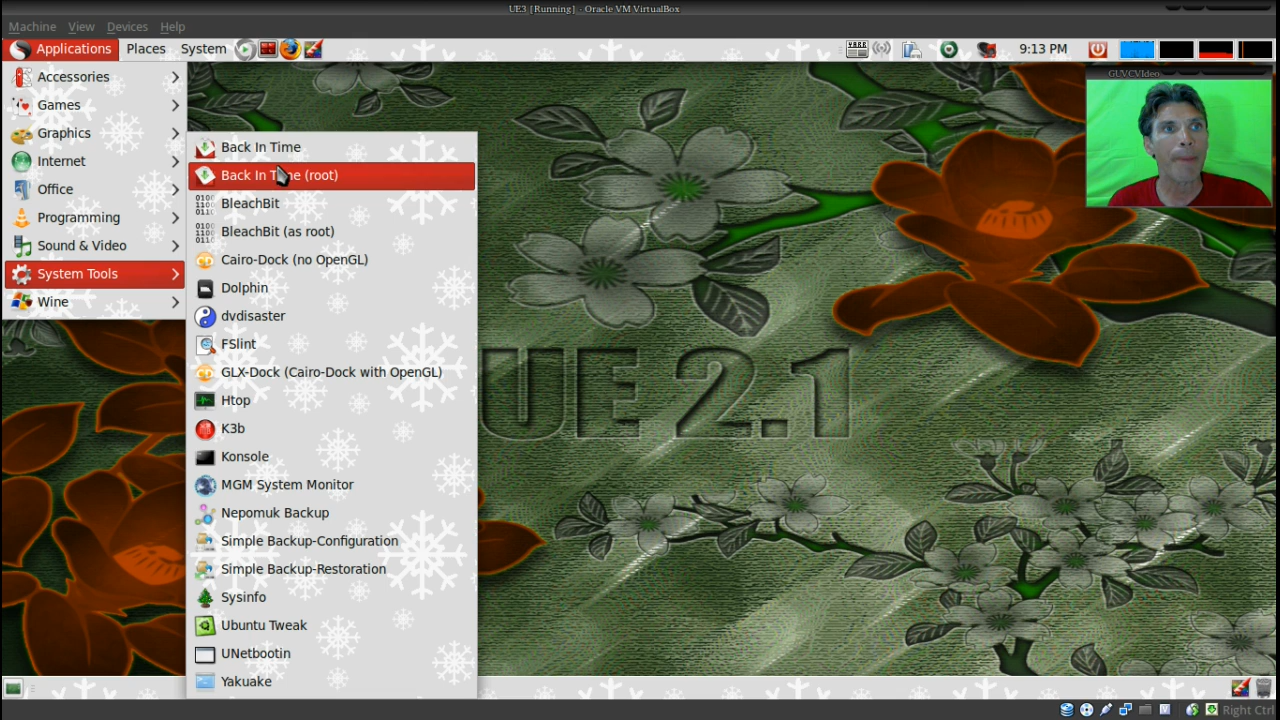 UE3 [Running] - Oracle VM VirtualBox
Machine View Devices Help
Applications Places System 9:13 PM
GUVCVIdeo
Accessories
Games
Graphics
Internet
Office
Programming
Sound & Video
System Tools
Wine
Back In Time
Back In Time (root)
BleachBit
BleachBit (as root)
Cairo-Dock (no OpenGL)
Dolphin
dvdisaster
FSlint
GLX-Dock (Cairo-Dock with OpenGL)
Htop
K3b
Konsole
MGM System Monitor
Nepomuk Backup
Simple Backup-Configuration
Simple Backup-Restoration
Sysinfo
Ubuntu Tweak
UNetbootin
Yakuake
UE 2.1
Right Ctrl